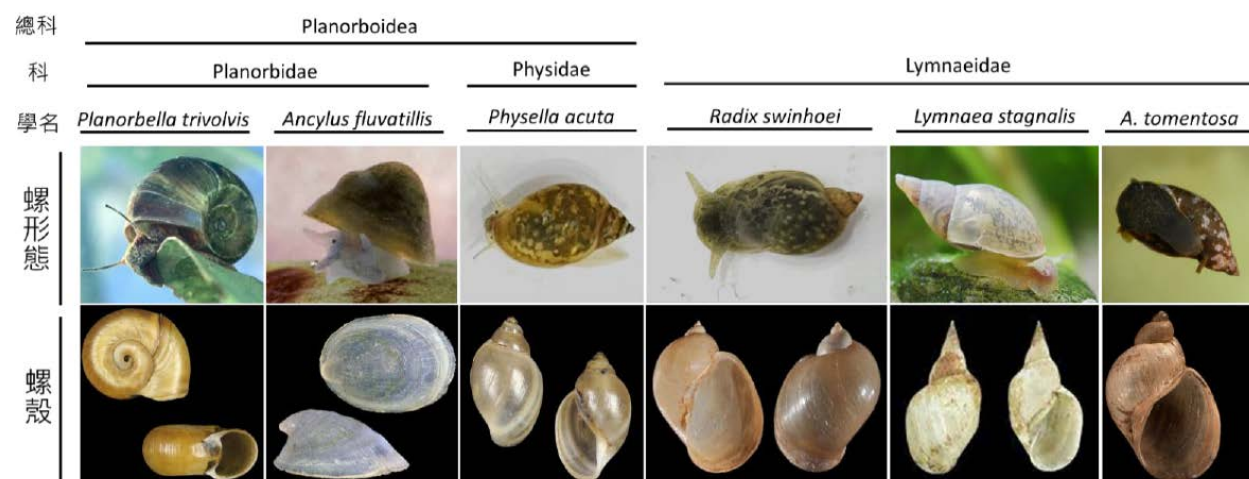 總科 Planorboidea
科 Planorbidae Physidae Lymnaeidae
學名 Planorbella trivolvis Ancylus fluvatillis Physella acuta Radix swinhoei Lymnaea stagnalis A. tomentosa
螺形態
螺殼